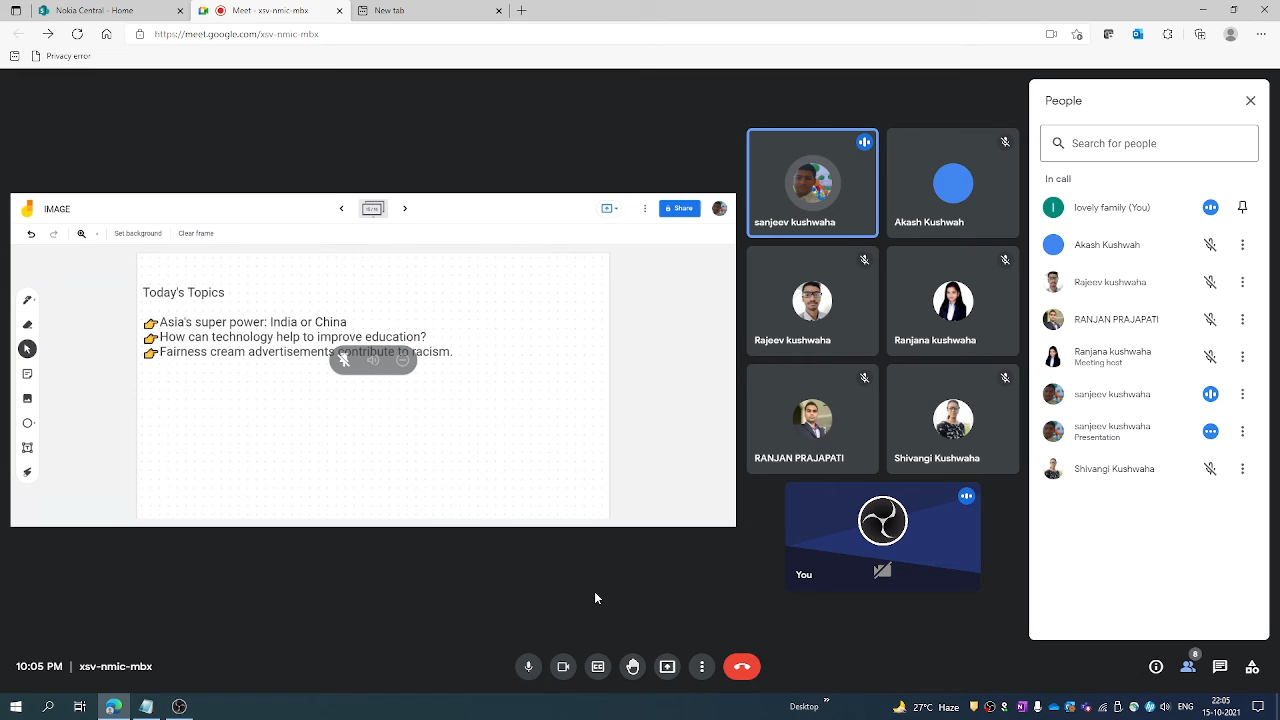 Nokia Central - Home
Meet - xsv-nmic-mbx
New tab
https://meet.google.com/xsv-nmic-mbx
Privacy error
IMAGE
Share
Set background
Clear frame
Today's Topics
👉Asia's super power: India or China
👉How can technology help to improve education?
👉Fairness cream advertisements contribute to racism.
sanjeev kushwaha
Akash Kushwah
Rajeev kushwaha
Ranjana kushwaha
RANJAN PRAJAPATI
Shivangi Kushwaha
You
People
Search for people
In call
I
lovely family (You)
Akash Kushwah
Rajeev kushwaha
RANJAN PRAJAPATI
Ranjana kushwaha
Meeting host
sanjeev kushwaha
sanjeev kushwaha
Presentation
Shivangi Kushwaha
10:05 PM | xsv-nmic-mbx
8
Desktop
27°C Haze
ENG
22:05
15-10-2021